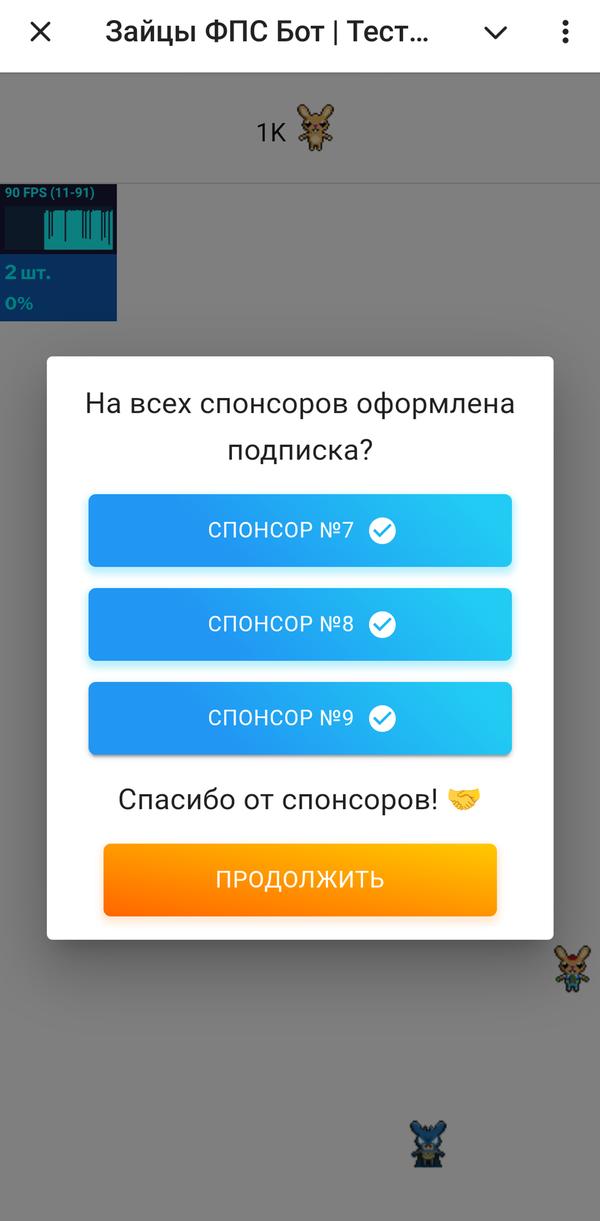 Зайцы ФПС Бот | Тест…
1K
90 FPS (11-91)
2 шт.
0%
На всех спонсоров оформлена
подписка?
СПОНСОР №7
СПОНСОР №8
СПОНСОР №9
Спасибо от спонсоров! 🤝
ПРОДОЛЖИТЬ